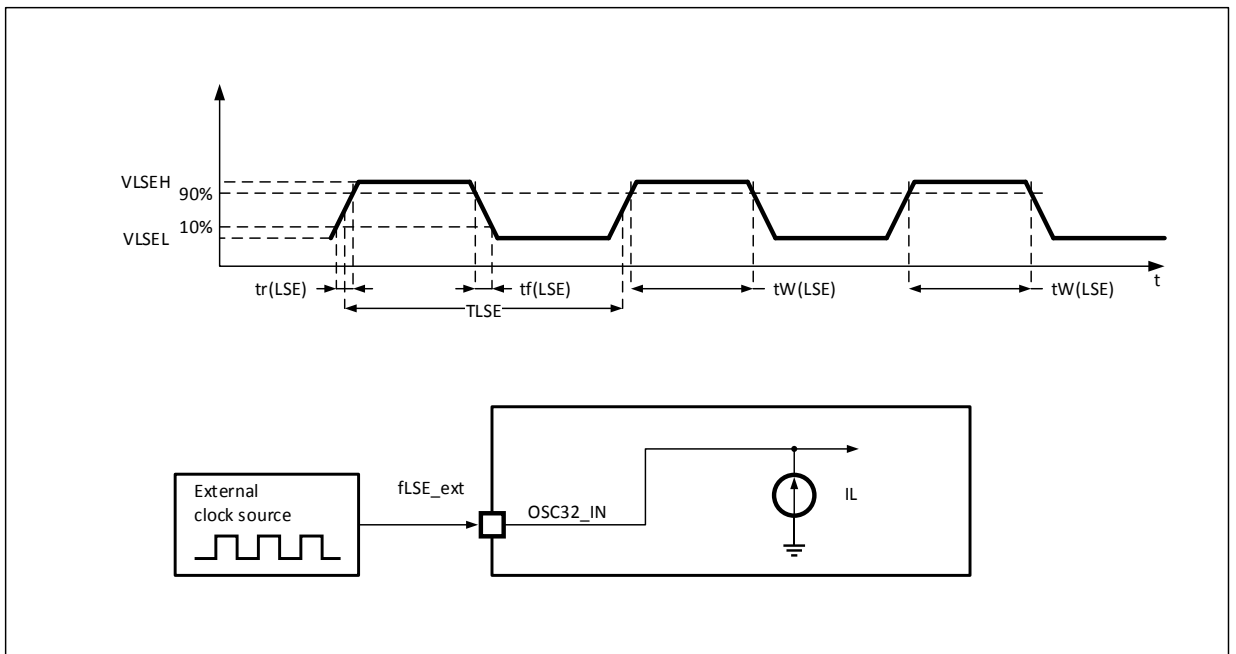 VLSEH
90%
10%
VLSEL
tr(LSE)
tf(LSE)
tW(LSE)
tW(LSE)
t
TLSE
External
clock source
fLSE_ext
OSC32_IN
IL